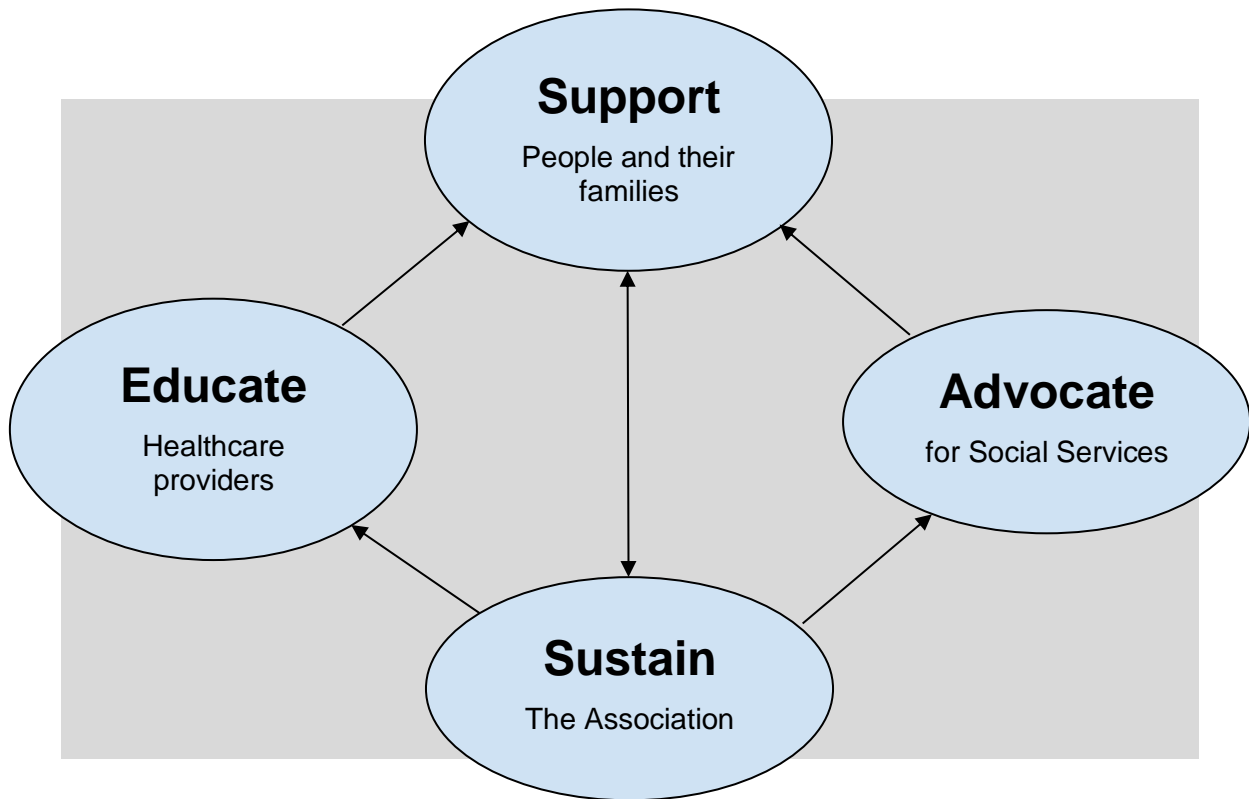 Support
People and their
families
Educate
Healthcare
providers
Advocate
for Social Services
Sustain
The Association